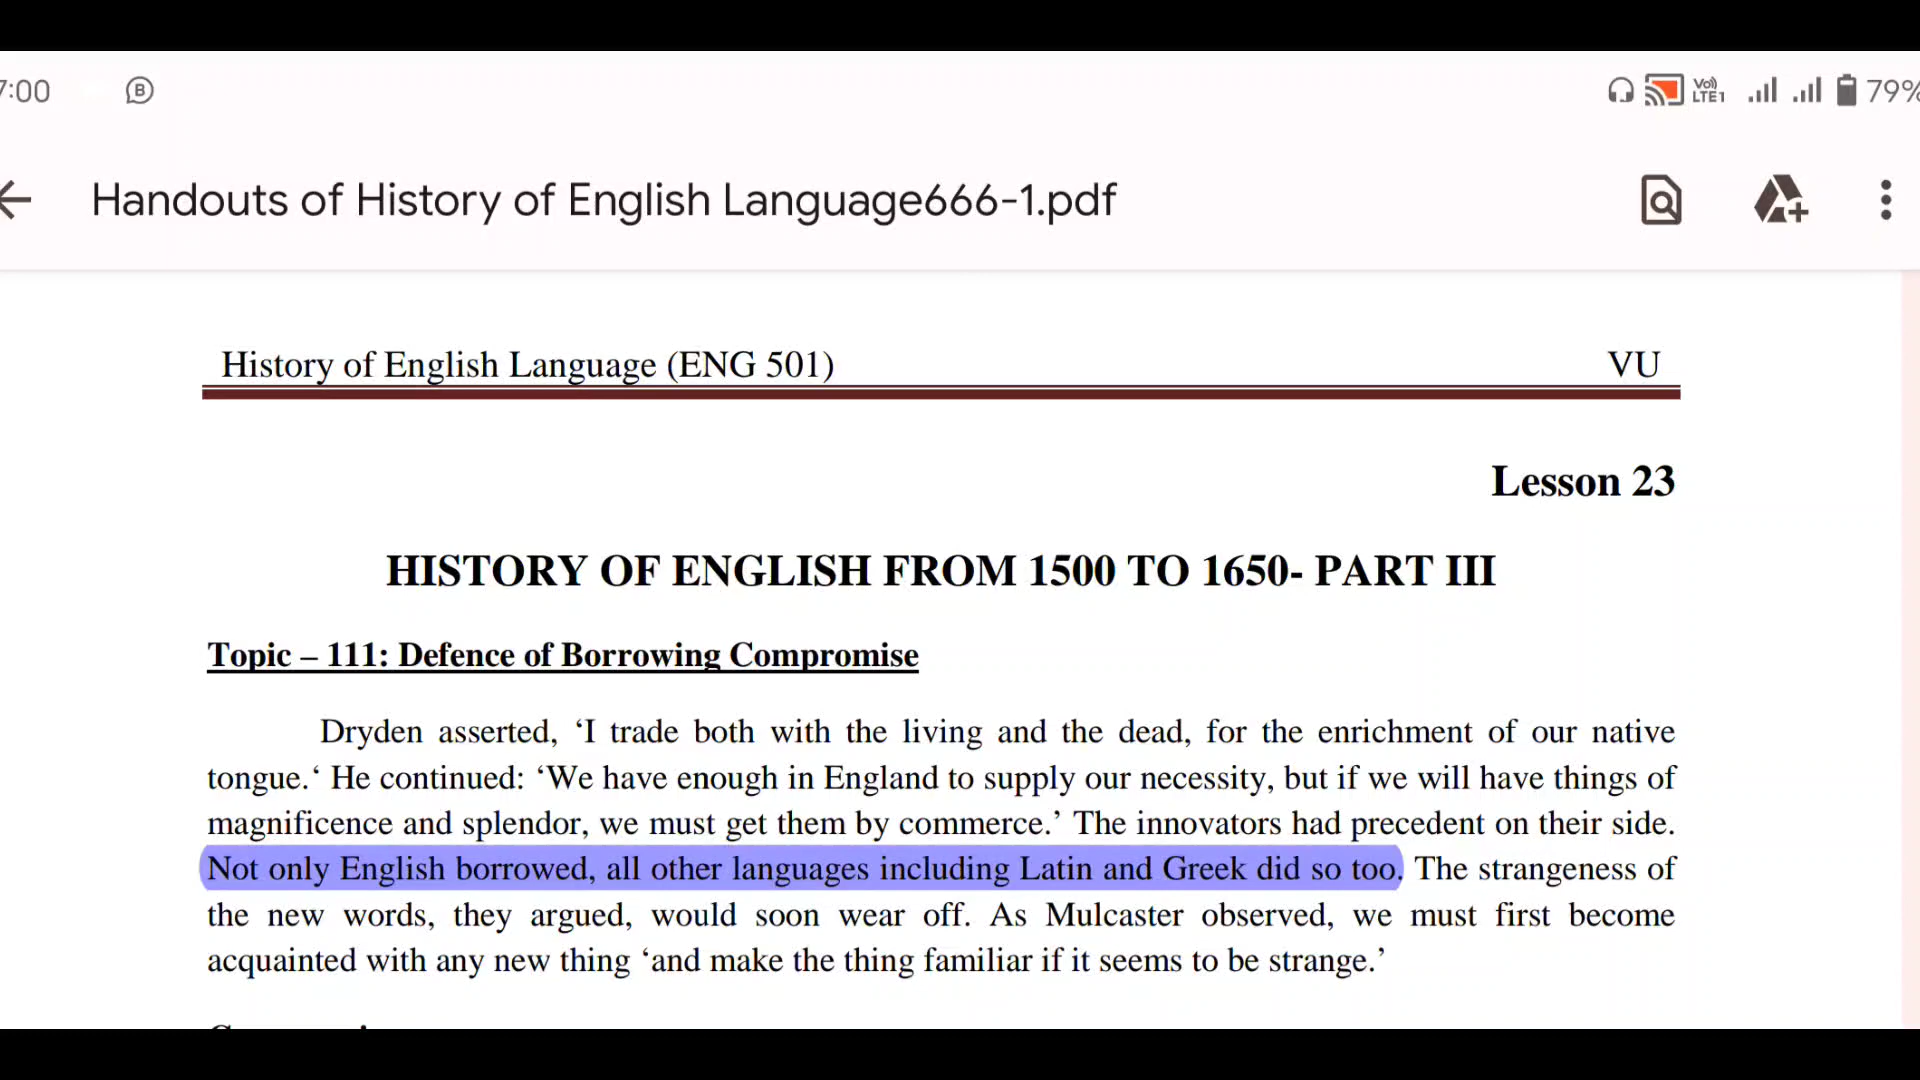 7:00
79%
Vo) LTE1
Handouts of History of English Language666-1.pdf
History of English Language (ENG 501) VU
Lesson 23
HISTORY OF ENGLISH FROM 1500 TO 1650- PART III
Topic – 111: Defence of Borrowing Compromise
Dryden asserted, ‘I trade both with the living and the dead, for the enrichment of our native
tongue.‘ He continued: ‘We have enough in England to supply our necessity, but if we will have things of
magnificence and splendor, we must get them by commerce.’ The innovators had precedent on their side.
Not only English borrowed, all other languages including Latin and Greek did so too. The strangeness of
the new words, they argued, would soon wear off. As Mulcaster observed, we must first become
acquainted with any new thing ‘and make the thing familiar if it seems to be strange.’